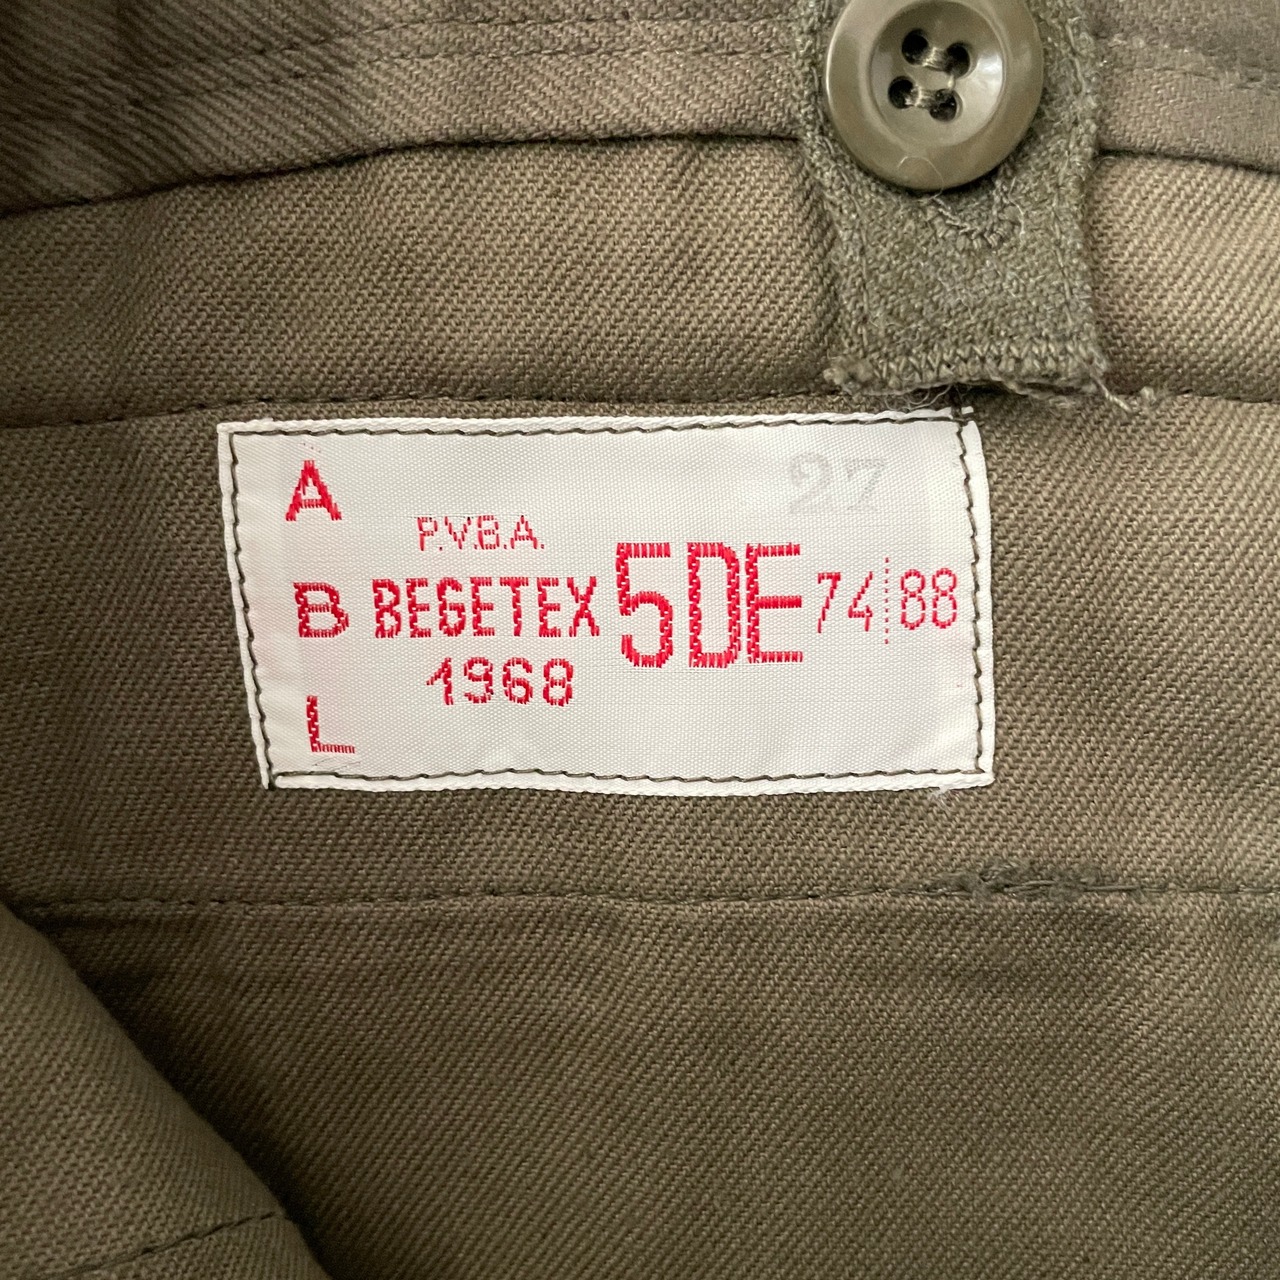 27
A
P.V.B.A.
B BEGETEX 5DE 74 88
1968
L